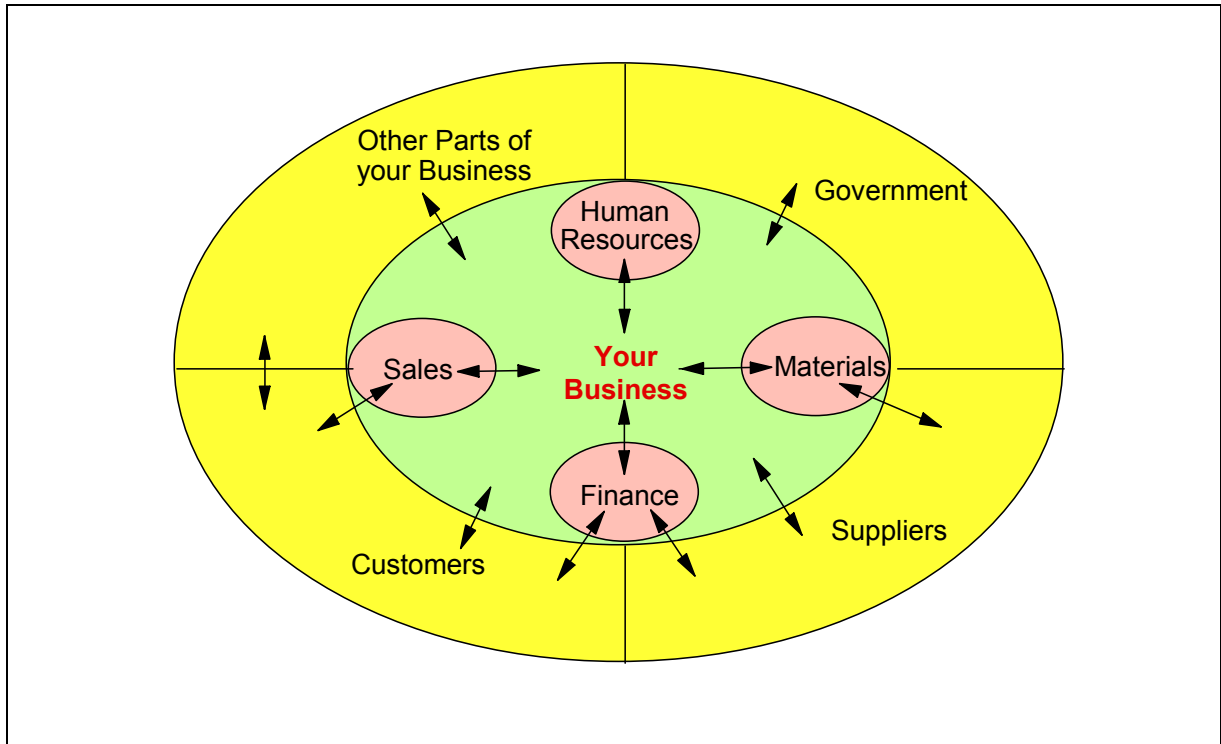 Other Parts of
your Business
Government
Human
Resources
Sales
Your
Business
Materials
Finance
Customers
Suppliers